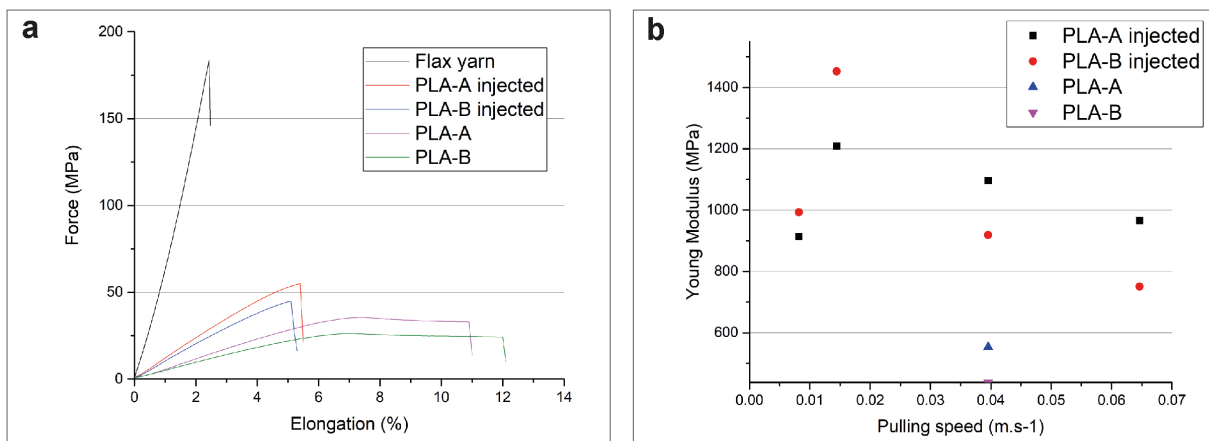 a
200
150
100
50
0
Force (MPa)
0 2 4 6 8 10 12 14
Elongation (%)
Flax yarn
PLA-A injected
PLA-B injected
PLA-A
PLA-B
b
1400
1200
1000
800
600
Young Modulus (MPa)
0.00 0.01 0.02 0.03 0.04 0.05 0.06 0.07
Pulling speed (m.s-1)
PLA-A injected
PLA-B injected
PLA-A
PLA-B